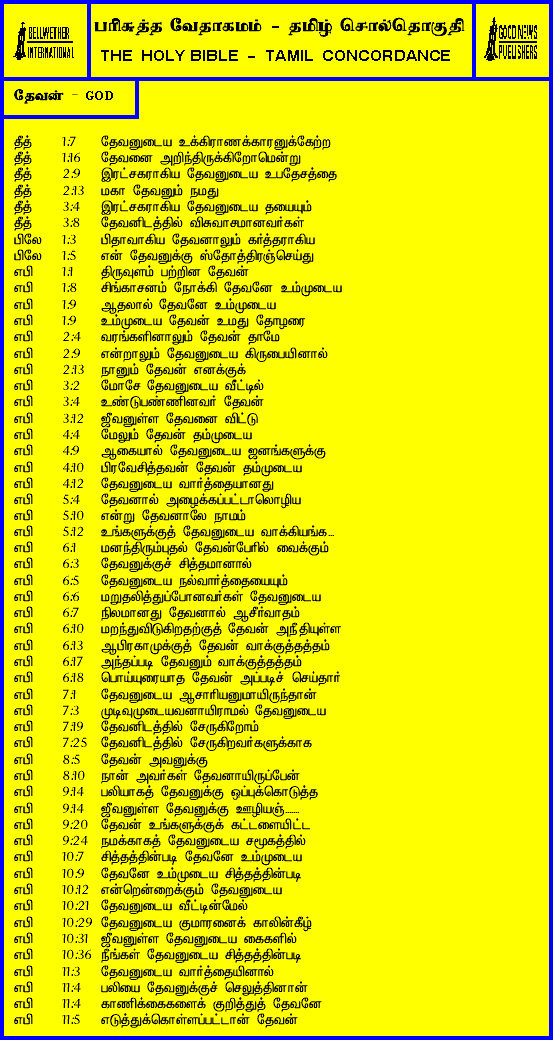 BELLWETHER
INTERNATIONAL
பரிசுத்த வேதாகமம் - தமிழ் சொல்தொகுதி
THE HOLY BIBLE - TAMIL CONCORDANCE
GOOD NEWS
PUBLISHERS
தேவன் - GOD
தீத் 1:7 தேவனுடைய உக்கிராணக்காரனுக்கேற்ற
தீத் 1:16 தேவனை அறிந்திருக்கிறோமென்று
தீத் 2:9 இரட்சகராகிய தேவனுடைய உபதேசத்தை
தீத் 2:13 மகா தேவனும் நமது
தீத் 3:4 இரட்சகராகிய தேவனுடைய தயையும்
தீத் 3:8 தேவனிடத்தில் விசுவாசமானவர்கள்
பிலே 1:3 பிதாவாகிய தேவனாலும் கர்த்தராகிய
பிலே 1:5 என் தேவனுக்கு ஸ்தோத்திரஞ்செய்து
எபி 1:1 திருவுளம் பற்றின தேவன்
எபி 1:8 சிங்காசனம் நோக்கி தேவனே உம்முடைய
எபி 1:9 ஆதலால் தேவனே உம்முடைய
எபி 1:9 உம்முடைய தேவன் உமது தோழரை
எபி 2:4 வரங்களினாலும் தேவன் தாமே
எபி 2:9 என்றாலும் தேவனுடைய கிருபையினால்
எபி 2:13 நானும் தேவன் எனக்குக்
எபி 3:2 மோசே தேவனுடைய வீட்டில்
எபி 3:4 உண்டுபண்ணினவர் தேவன்
எபி 3:12 ஜீவனுள்ள தேவனை விட்டு
எபி 4:4 மேலும் தேவன் தம்முடைய
எபி 4:9 ஆகையால் தேவனுடைய ஜனங்களுக்கு
எபி 4:10 பிரவேசித்தவன் தேவன் தம்முடைய
எபி 4:12 தேவனுடைய வார்த்தையானது
எபி 5:4 தேவனால் அழைக்கப்பட்டாலொழிய
எபி 5:10 என்று தேவனாலே நாமம்
எபி 5:12 உங்களுக்குத் தேவனுடைய வாக்கியங்க...
எபி 6:1 மனந்திரும்புதல் தேவன்பேரில் வைக்கும்
எபி 6:3 தேவனுக்குச் சித்தமானால்
எபி 6:5 தேவனுடைய நல்வார்த்தையையும்
எபி 6:6 மறுதலித்துப்போனவர்கள் தேவனுடைய
எபி 6:7 நிலமானது தேவனால் ஆசீர்வாதம்
எபி 6:10 மறந்துவிடுகிறதற்குத் தேவன் அநீதியுள்ள
எபி 6:13 ஆபிரகாமுக்குத் தேவன் வாக்குத்தத்தம்
எபி 6:17 அந்தப்படி தேவனும் வாக்குத்தத்தம்
எபி 6:18 பொய்யுரையாத தேவன் அப்படிச் செய்தார்
எபி 7:1 தேவனுடைய ஆசாரியனுமாயிருந்தான்
எபி 7:3 முடிவுமுடையவனாயிராமல் தேவனுடைய
எபி 7:19 தேவனிடத்தில் சேருகிறோம்
எபி 7:25 தேவனிடத்தில் சேருகிறவர்களுக்காக
எபி 8:5 தேவன் அவனுக்கு
எபி 8:10 நான் அவர்கள் தேவனாயிருப்பேன்
எபி 9:14 பலியாகத் தேவனுக்கு ஒப்புக்கொடுத்த
எபி 9:14 ஜீவனுள்ள தேவனுக்கு ஊழியஞ்......
எபி 9:20 தேவன் உங்களுக்குக் கட்டளையிட்ட
எபி 9:24 நமக்காகத் தேவனுடைய சமூகத்தில்
எபி 10:7 சித்தத்தின்படி தேவனே உம்முடைய
எபி 10:9 தேவனே உம்முடைய சித்தத்தின்படி
எபி 10:12 என்றென்றைக்கும் தேவனுடைய
எபி 10:21 தேவனுடைய வீட்டின்மேல்
எபி 10:29 தேவனுடைய குமாரனைக் காலின்கீழ்
எபி 10:31 ஜீவனுள்ள தேவனுடைய கைகளில்
எபி 10:36 நீங்கள் தேவனுடைய சித்தத்தின்படி
எபி 11:3 தேவனுடைய வார்த்தையினால்
எபி 11:4 பலியை தேவனுக்குச் செலுத்தினான்
எபி 11:4 காணிக்கைகளைக் குறித்துத் தேவனே
எபி 11:5 எடுத்துக்கொள்ளப்பட்டான் தேவன்